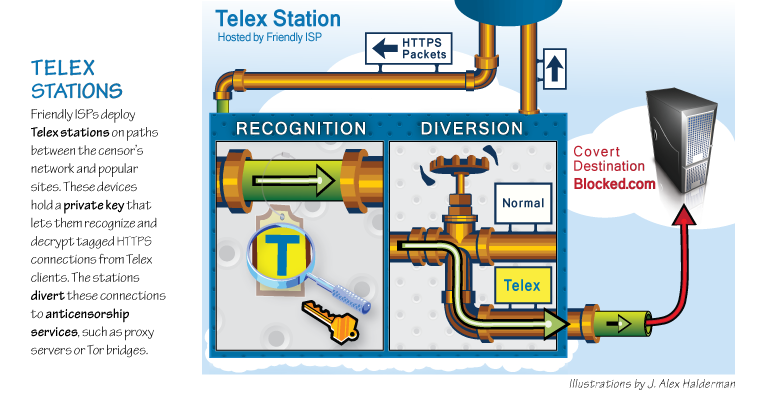 TELEX
STATIONS
Friendly ISPs deploy
Telex stations on paths
between the censor's
network and popular
sites. These devices
hold a private key that
lets them recognize and
decrypt tagged HTTPS
connections from Telex
clients. The stations
divert these connections
to anticensorship
services, such as proxy
servers or Tor bridges.
Telex Station
Hosted by Friendly ISP
HTTPS
Packets
RECOGNITION
DIVERSION
T
Normal
Telex
Covert
Destination
Blocked.com
Illustrations by J. Alex Halderman